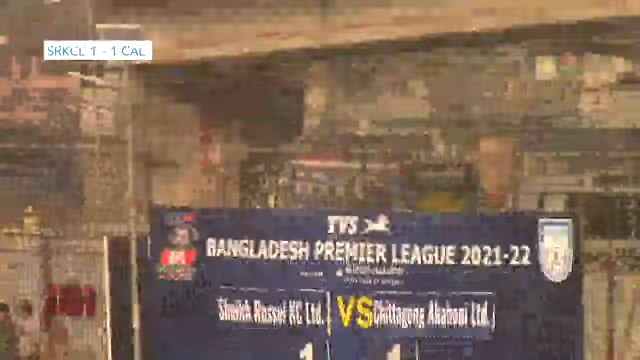 SRKCL 1 - 1 CAL
TVS
BANGLADESH PREMIER LEAGUE 2021-22
Sheikh Russel KC Ltd. VS Chittagong Abahani Ltd.
1 1